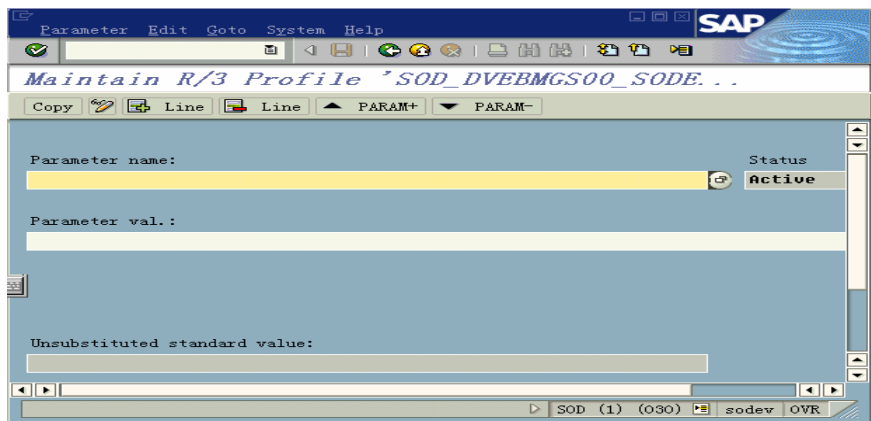 Parameter Edit Goto System Help
SAP
Maintain R/3 Profile 'SOD_DVEBMGS00_SODE...
Copy Line Line PARAM+ PARAM-
Parameter name: Status
Active
Parameter val.:
Unsubstituted standard value:
SOD (1) (030) sodev OVR